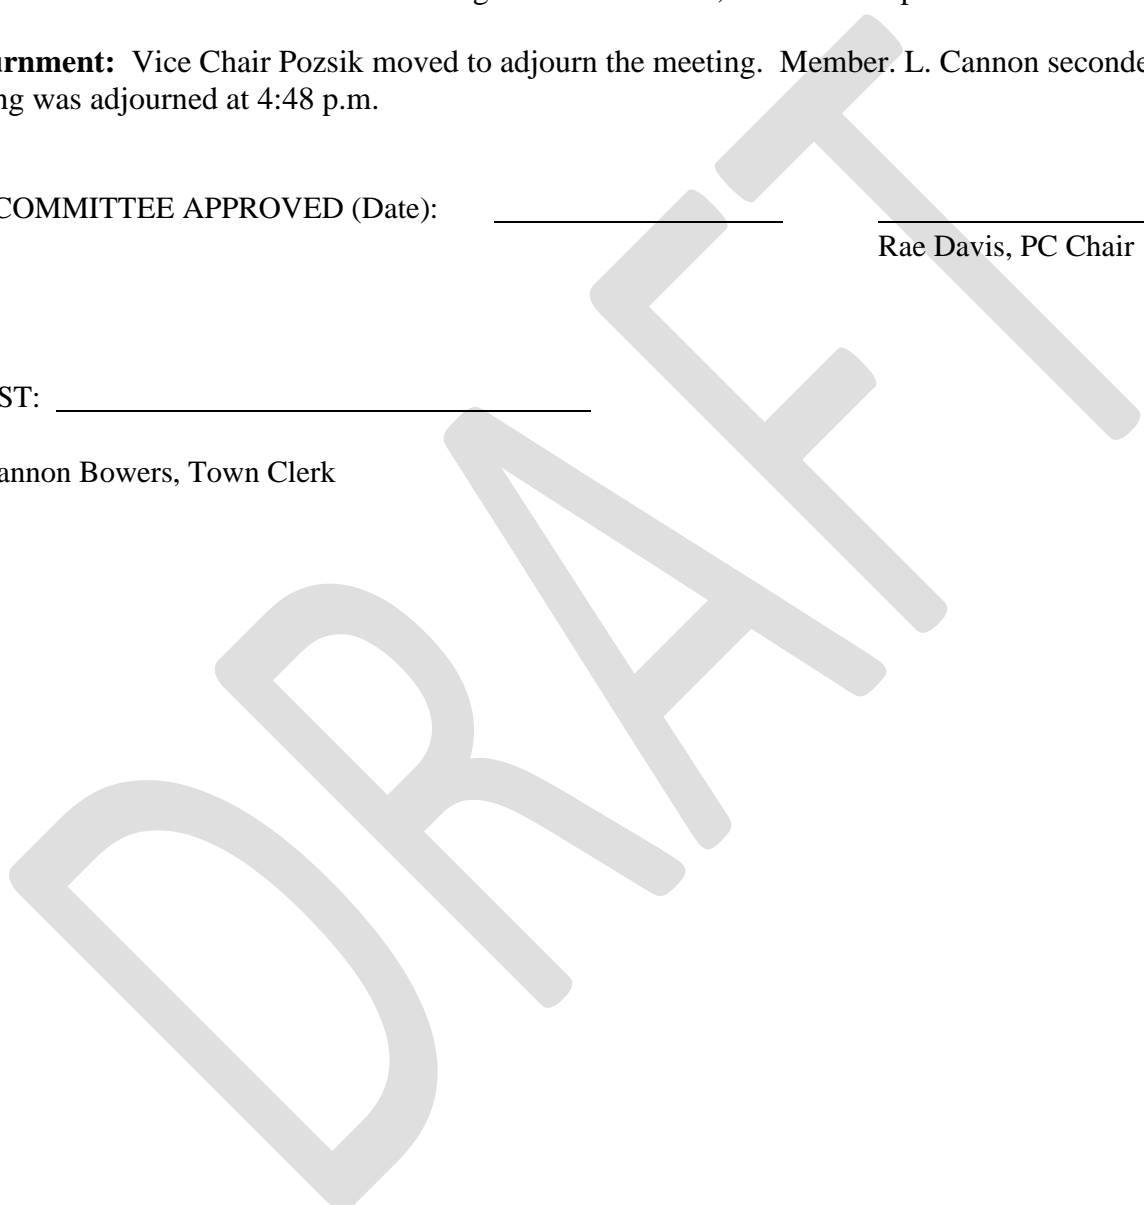 urnment: Vice Chair Pozsik moved to adjourn the meeting. Member. L. Cannon seconde
ng was adjourned at 4:48 p.m.
COMMITTEE APPROVED (Date):
Rae Davis, PC Chair
ST:
annon Bowers, Town Clerk
DRAFT